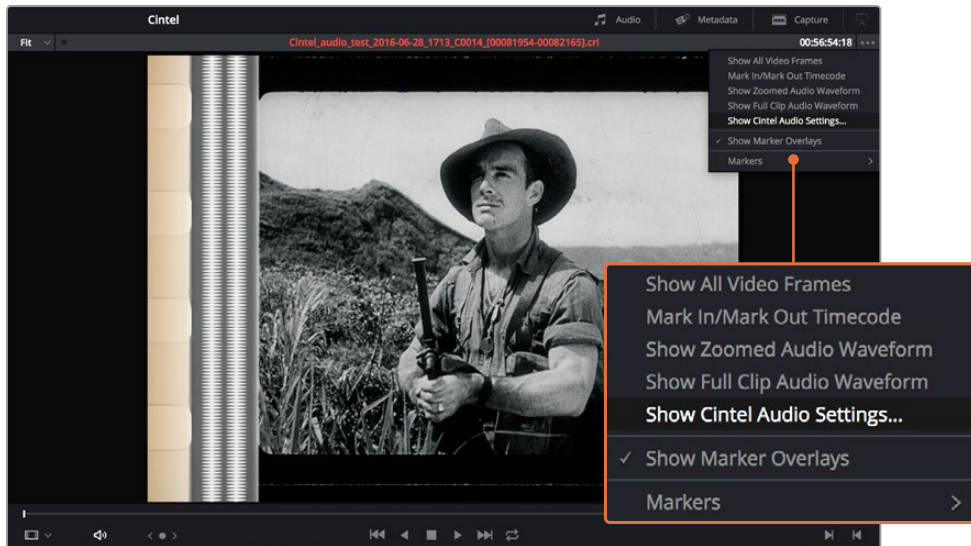 Cintel
Audio
Metadata
Capture
Fit
Cintel_audio_test_2016-06-28_1713_C0014_[00081954-00082165].cri
00:56:54:18
Show All Video Frames
Mark In/Mark Out Timecode
Show Zoomed Audio Waveform
Show Full Clip Audio Waveform
Show Cintel Audio Settings...
Show Marker Overlays
Markers
Show All Video Frames
Mark In/Mark Out Timecode
Show Zoomed Audio Waveform
Show Full Clip Audio Waveform
Show Cintel Audio Settings...
Show Marker Overlays
Markers